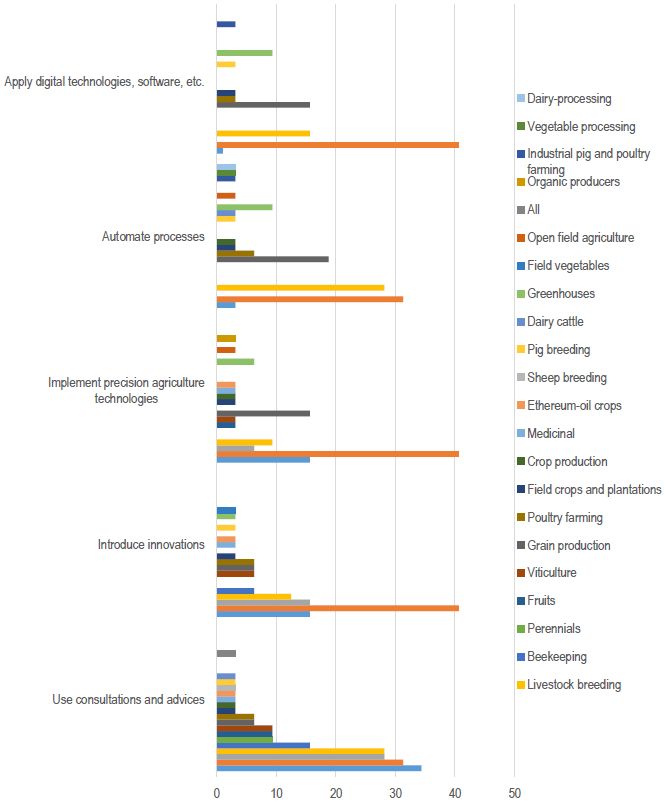 Apply digital technologies, software, etc.
Automate processes
Implement precision agriculture
technologies
Introduce innovations
Use consultations and advices
0 10 20 30 40 50
Dairy-processing
Vegetable processing
Industrial pig and poultry
farming
Organic producers
All
Open field agriculture
Field vegetables
Greenhouses
Dairy cattle
Pig breeding
Sheep breeding
Ethereum-oil crops
Medicinal
Crop production
Field crops and plantations
Poultry farming
Grain production
Viticulture
Fruits
Perennials
Beekeeping
Livestock breeding